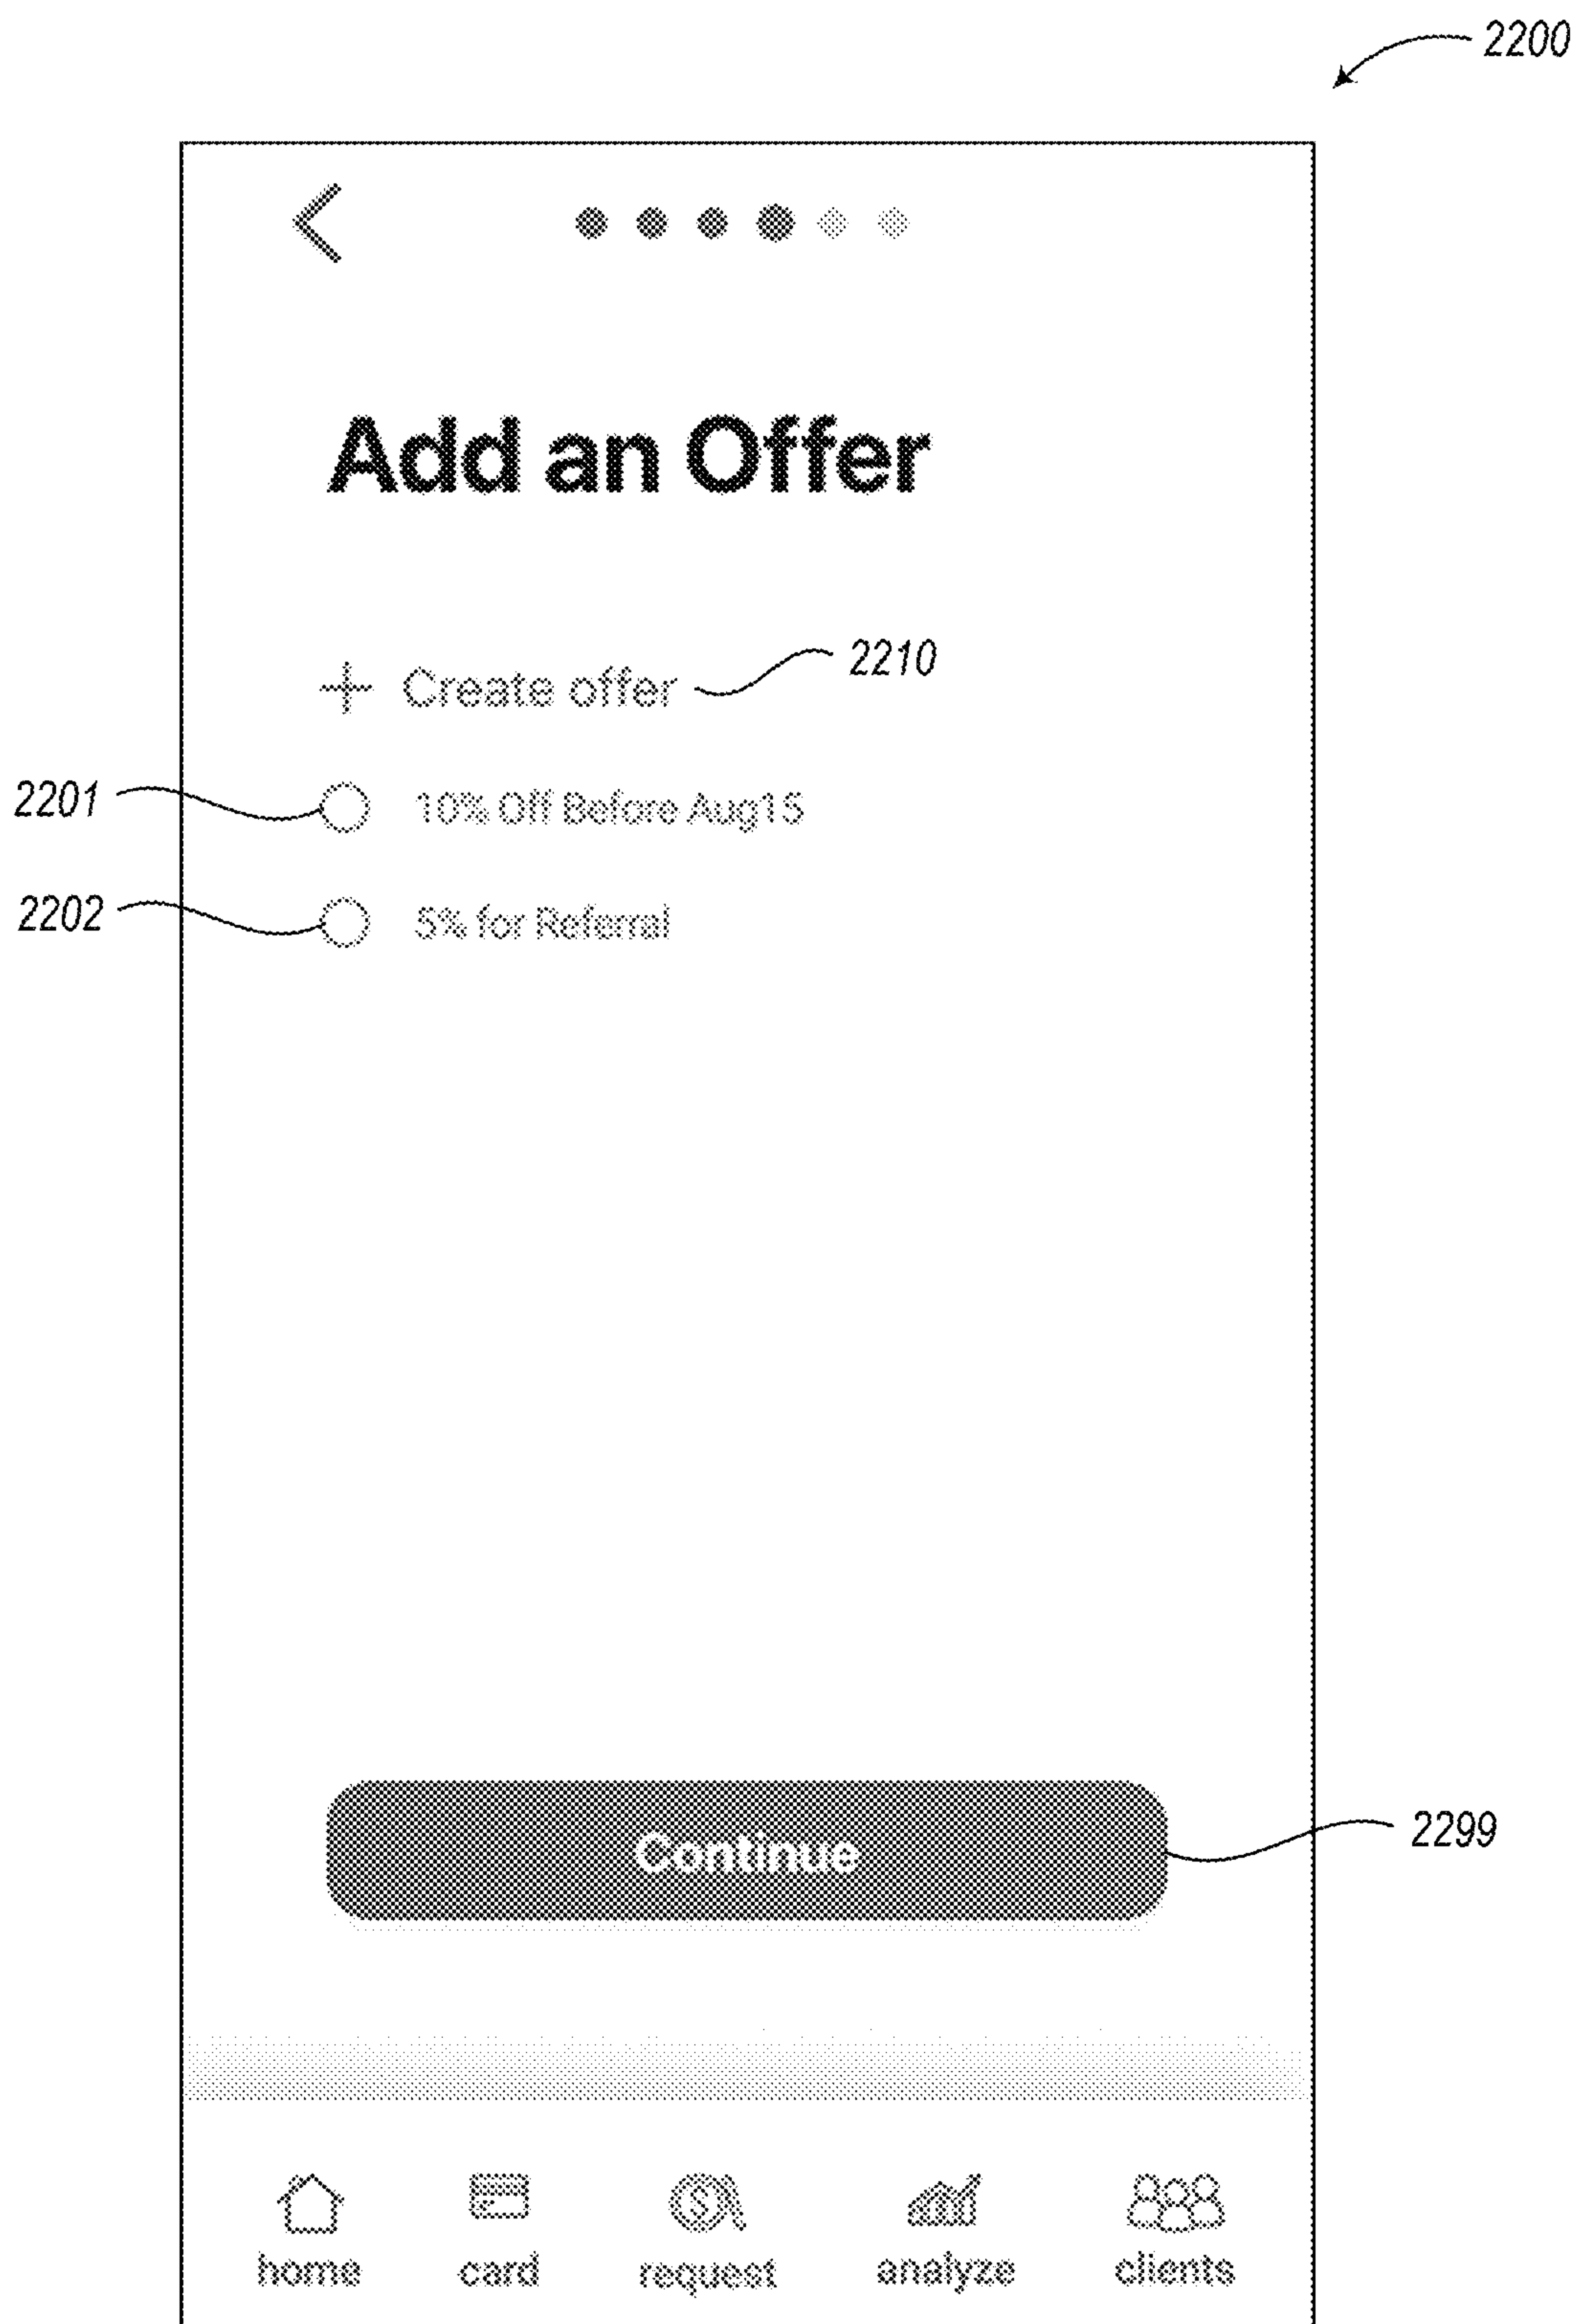 2200
Add an Offer
+ Create offer 2210
2201 10% Off Before Aug15
2202 5% for Referral
Continue 2299
home card request analyze clients